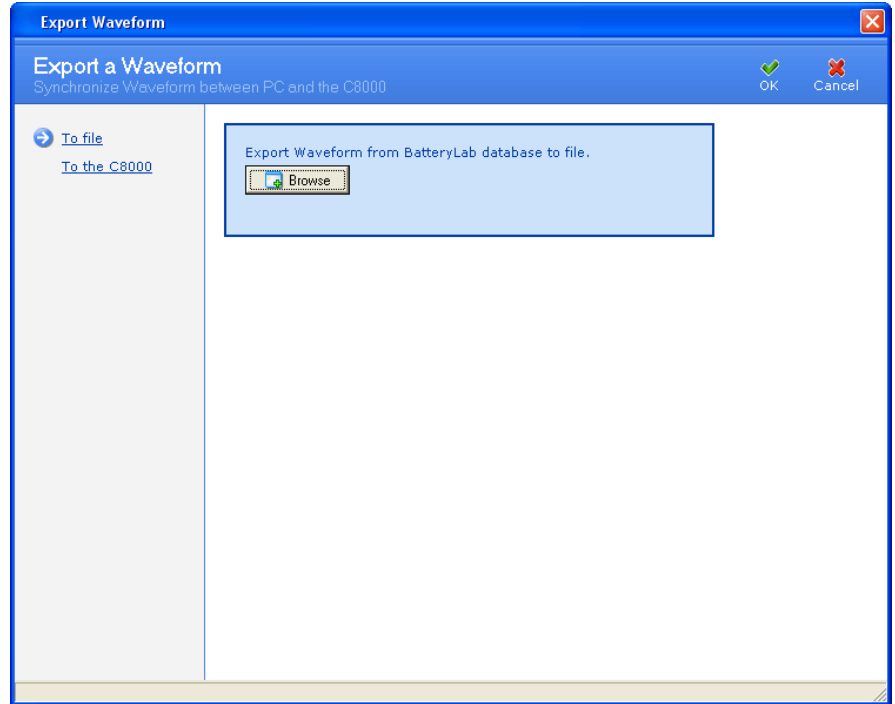 Export Waveform
Export a Waveform
Synchronize Waveform between PC and the C8000
OK
Cancel
To file
To the C8000
Export Waveform from BatteryLab database to file.
Browse